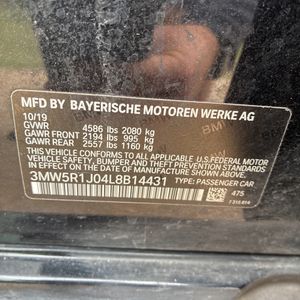 MFD BY BAYERISCHE MOTOREN WERKE AG
10/19
GVWR 4586 lbs 2080 kg
GAWR FRONT 2194 lbs 995 kg
GAWR REAR 2557 lbs 1160 kg
THIS VEHICLE CONFORMS TO ALL APPLICABLE
FEDERAL MOTOR VEHICLE SAFETY, BUMPER AND
THEFT PREVENTION STANDARDS IN EFFECT ON THE
DATE OF MANUFACTURE SHOWN ABOVE
3MW5R1J04L8B14431
TYPE: PASSENGER CAR
475